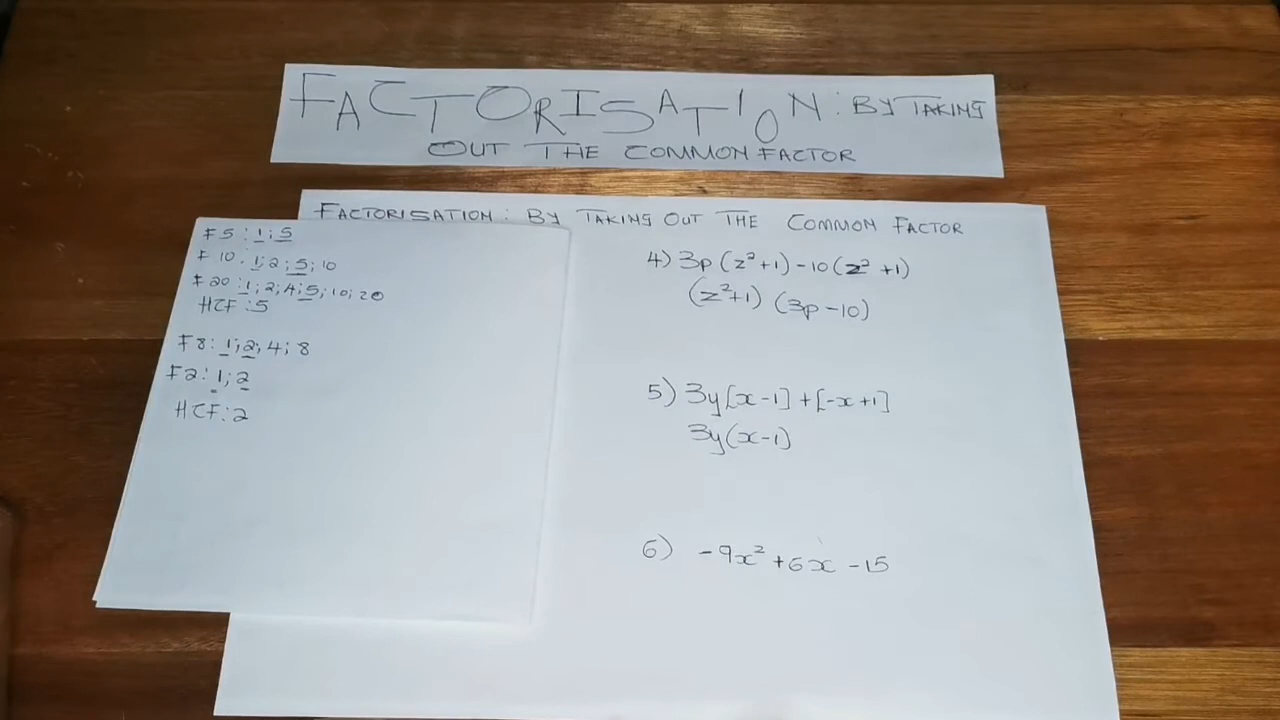 FACTORISATION: BY TAKING
OUT THE COMMON FACTOR
FACTORISATION: BY TAKING OUT THE COMMON FACTOR
F5: 1; 5
F10: 1; 2; 5; 10
F20: 1; 2; 4; 5; 10; 20
HCF: 5
F8: 1; 2; 4; 8
F2: 1; 2
HCF: 2
4) 3p(z²+1)-10(z²+1)
(z²+1)(3p-10)
5) 3y[x-1]+[-x+1]
3y(x-1)
6) -9x²+6x-15